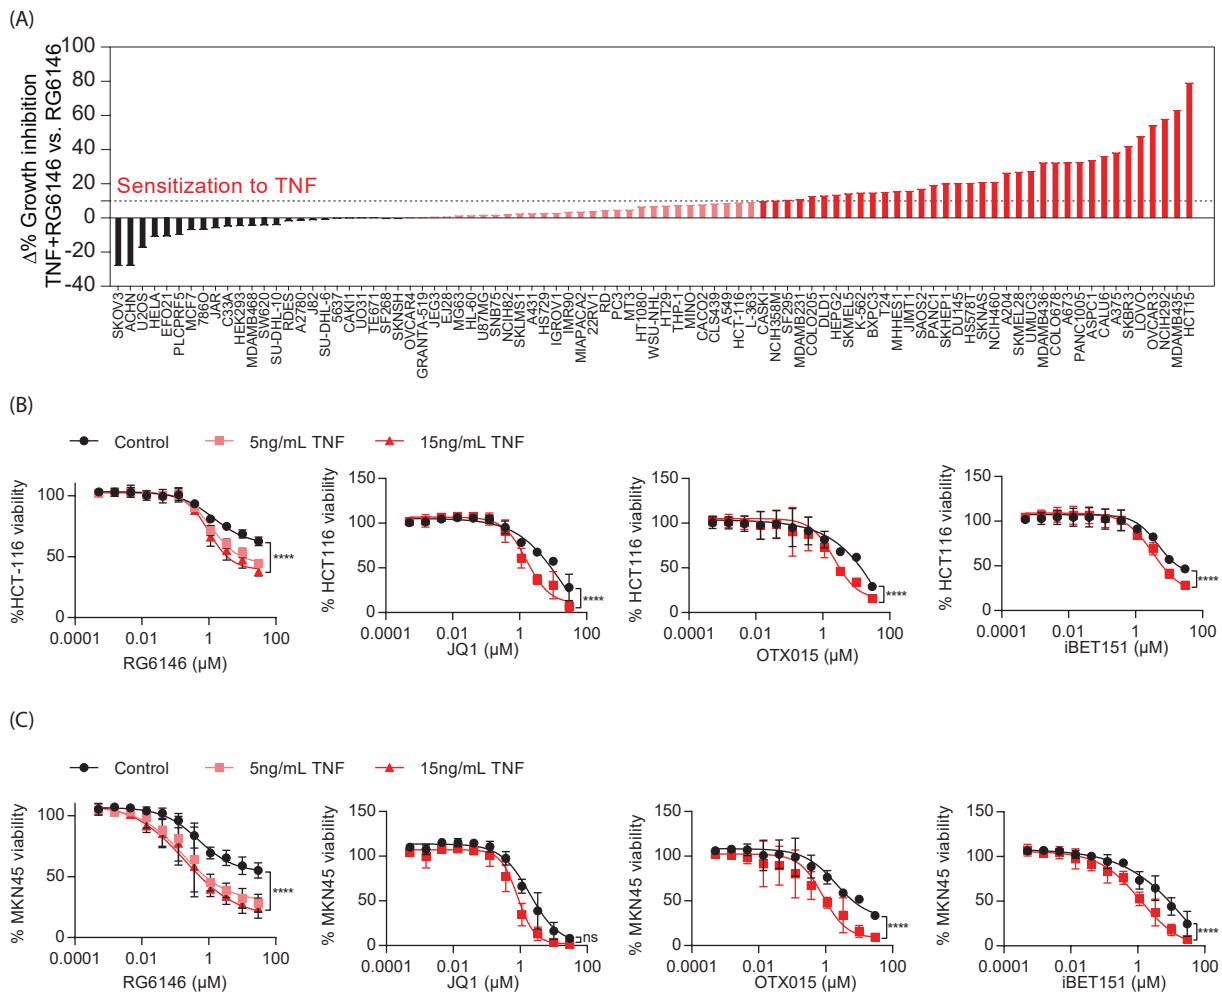 (A)
100
80
60
40
20
0
-20
-40
Δ% Growth inhibition
TNF+RG6146 vs. RG6146
Sensitization to TNF
SKOV3
ACHN
U2OS
HELA
EFO21
PLCPRF5
MCF7
786O
JAR
C33A
HEK293
MDAMB468
SW620
SU-DHL-10
RDES
A2780
J82
SU-DHL-6
5637
CAKI1
UO31
TE671
SF268
SKNSH
OVCAR4
GRANTA-519
JEG3
EJ28
MG63
HL-60
U87MG
SNB75
NCIH82
SKLMS1
A431
HS729
IGROV1
IMR90
MIAPACA2
22RV1
RD
PC3
MT3
HT1080
WSU-NHL
HT29
THP-1
MINO
CACO2
CLS439
A549
HCT-116
L-363
CASKI
NCIH358M
SF295
MDAMB231
COLO205
DLD1
HEPG2
SKMEL5
K-562
BXPC3
T24
MHHES1
JIMT1
SAOS2
PANC1
SKHEP1
DU145
HS578T
SKNAS
NCIH460
A204
SKMEL28
UMUC3
MDAMB436
COLO678
A673
PANC1005
ASPC1
CALU6
A375
SKBR3
LOVO
OVCAR3
NCIH292
MDAMB435
HCT15
(B)
Control
5ng/mL TNF
15ng/mL TNF
%HCT-116 viability
100
50
0
0.0001 0.01 1 100
RG6146 (µM)
****
% HCT116 viability
150
100
50
0
0.0001 0.01 1 100
JQ1 (µM)
****
% HCT116 viability
150
100
50
0
0.0001 0.01 1 100
OTX015 (µM)
****
% HCT116 viability
150
100
50
0
0.0001 0.01 1 100
iBET151 (µM)
****
(C)
Control
5ng/mL TNF
15ng/mL TNF
% MKN45 viability
100
50
0
0.0001 0.01 1 100
RG6146 (µM)
****
% MKN45 viability
150
100
50
0
0.0001 0.01 1 100
JQ1 (µM)
ns
% MKN45 viability
150
100
50
0
0.0001 0.01 1 100
OTX015 (µM)
****
% MKN45 viability
150
100
50
0
0.0001 0.01 1 100
iBET151 (µM)
****